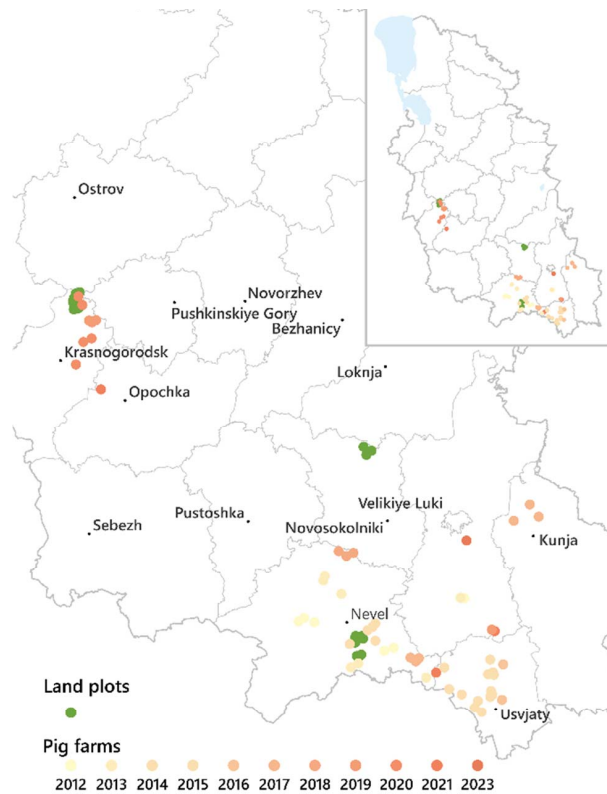 Ostrov
Novorzhev
Pushkinskiye Gory
Bezhanicy
Krasnogorodsk
Loknja
Opochka
Velikiye Luki
Pustoshka
Novosokolniki
Sebezh
Kunja
Nevel
Usvjaty
Land plots
Pig farms
2012 2013 2014 2015 2016 2017 2018 2019 2020 2021 2023